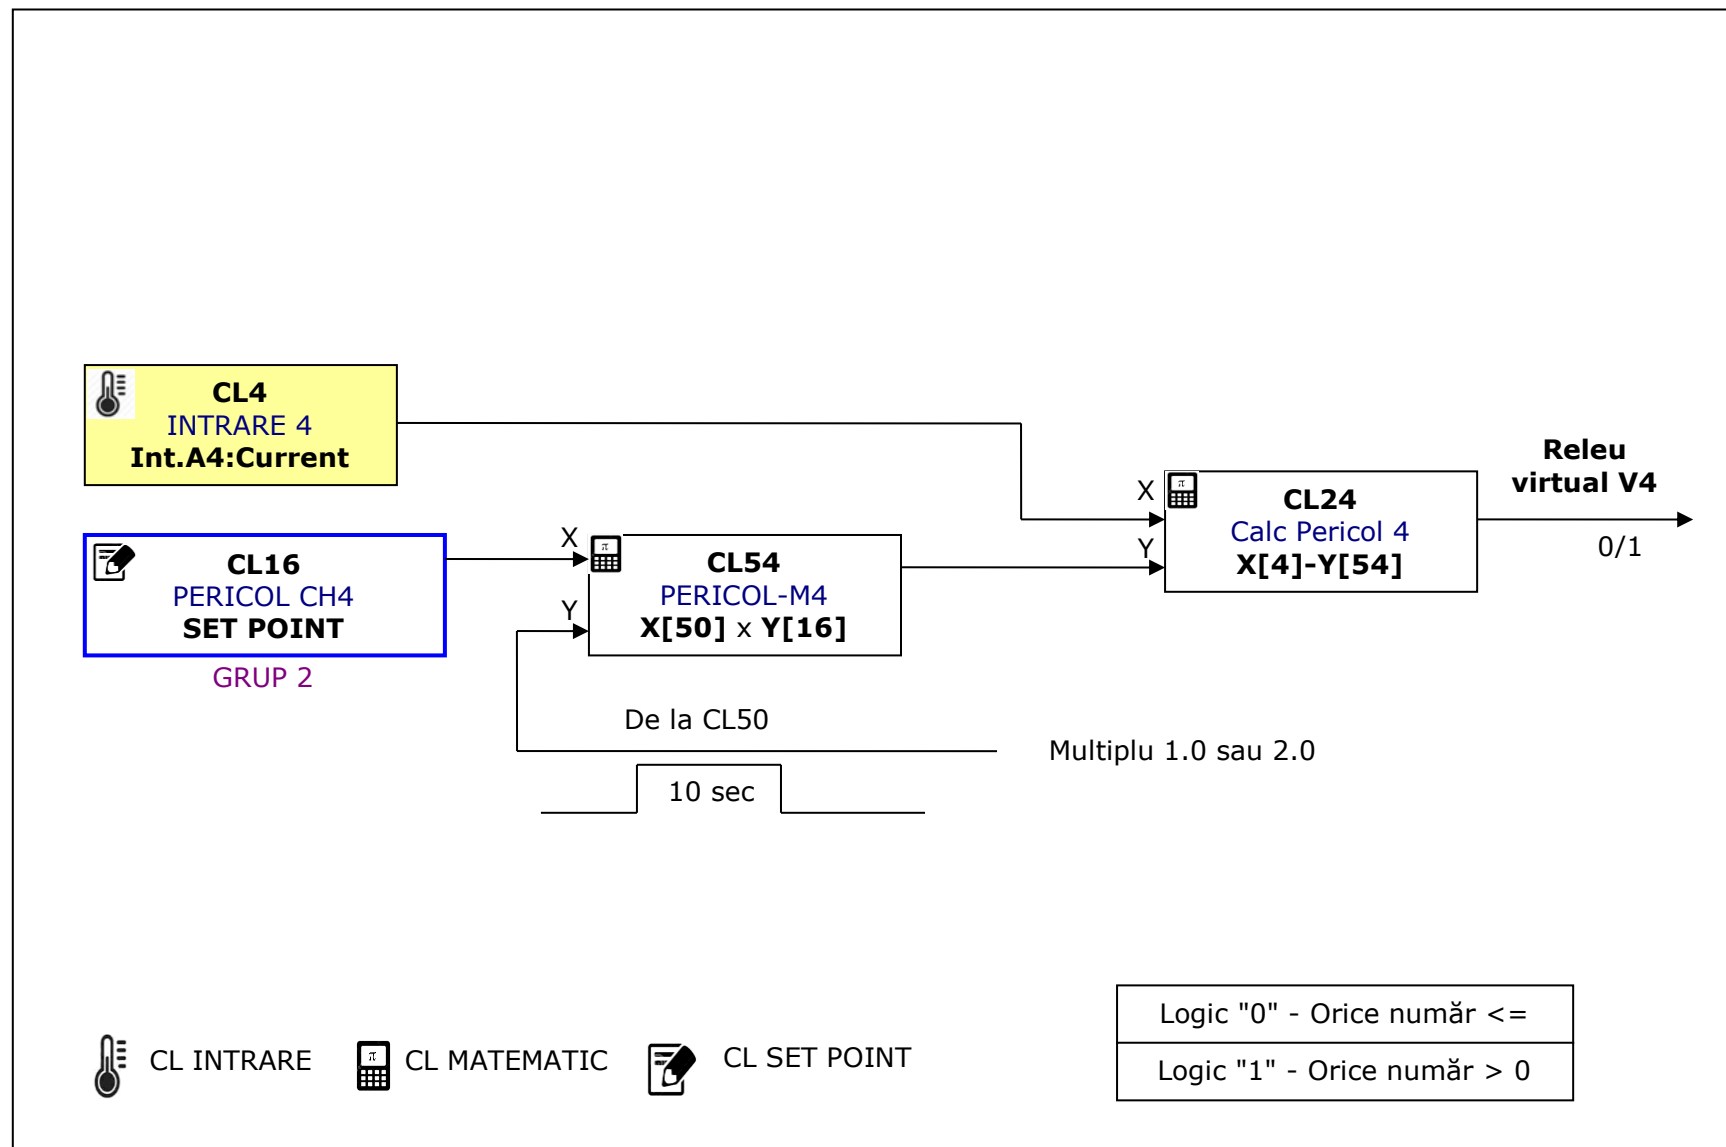 CL4
INTRARE 4
Int.A4:Current
CL16
PERICOL CH4
SET POINT
GRUP 2
X
Y
π
CL54
PERICOL-M4
X[50] x Y[16]
De la CL50
Multiplu 1.0 sau 2.0
10 sec
X
Y
π
CL24
Calc Pericol 4
X[4]-Y[54]
Releu
virtual V4
0/1
CL INTRARE
π
CL MATEMATIC
CL SET POINT
Logic "0" - Orice număr <=
Logic "1" - Orice număr > 0